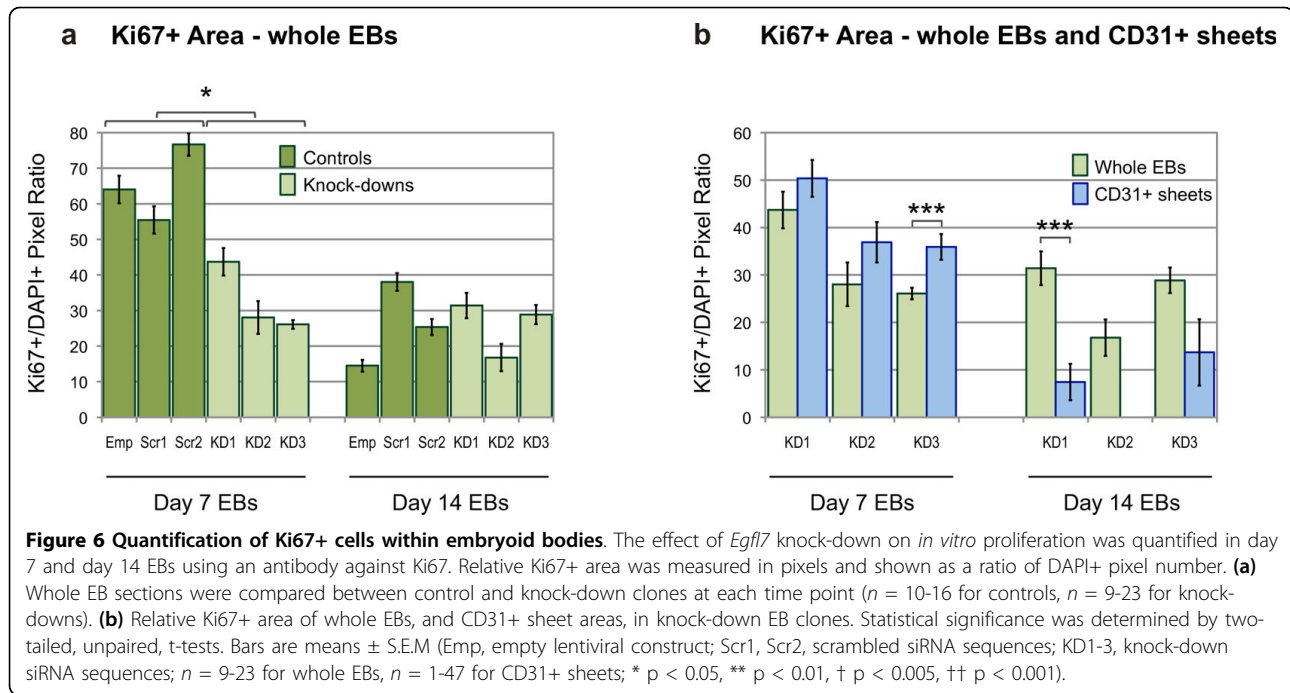 a Ki67+ Area - whole EBs
b Ki67+ Area - whole EBs and CD31+ sheets
*
Ki67+/DAPI+ Pixel Ratio
80
70
60
50
40
30
20
10
0
Controls
Knock-downs
Emp Scr1 Scr2 KD1 KD2 KD3 Emp Scr1 Scr2 KD1 KD2 KD3
Day 7 EBs Day 14 EBs
Ki67+/DAPI+ Pixel Ratio
60
50
40
30
20
10
0
Whole EBs
CD31+ sheets
***
***
KD1 KD2 KD3 KD1 KD2 KD3
Day 7 EBs Day 14 EBs
Figure 6 Quantification of Ki67+ cells within embryoid bodies. The effect of Egfl7 knock-down on in vitro proliferation was quantified in day
7 and day 14 EBs using an antibody against Ki67. Relative Ki67+ area was measured in pixels and shown as a ratio of DAPI+ pixel number. (a)
Whole EB sections were compared between control and knock-down clones at each time point (n = 10-16 for controls, n = 9-23 for knock-
downs). (b) Relative Ki67+ area of whole EBs, and CD31+ sheet areas, in knock-down EB clones. Statistical significance was determined by two-
tailed, unpaired, t-tests. Bars are means ± S.E.M (Emp, empty lentiviral construct; Scr1, Scr2, scrambled siRNA sequences; KD1-3, knock-down
siRNA sequences; n = 9-23 for whole EBs, n = 1-47 for CD31+ sheets; * p < 0.05, ** p < 0.01, † p < 0.005, †† p < 0.001).